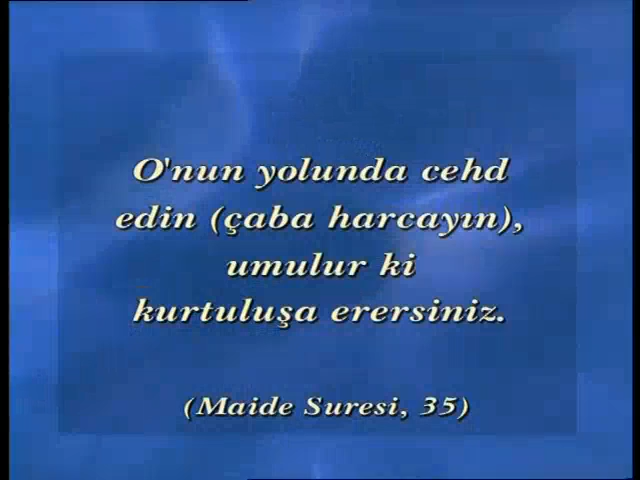 O'nun yolunda cehd
edin (çaba harcayın),
umulur ki
kurtuluşa erersiniz.
(Maide Suresi, 35)